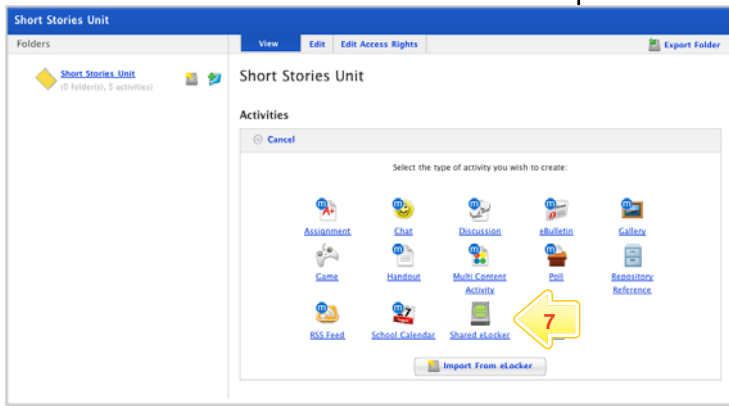 Short Stories Unit
Folders
View Edit Edit Access Rights Export Folder
Short Stories Unit
(0 folder(s), 5 activities)
Short Stories Unit
Activities
Cancel
Select the type of activity you wish to create:
Assignment Chat Discussion eBulletin Gallery
Game Handout Multi Content Activity Poll Repository Reference
RSS Feed School Calendar Shared eLocker
7
Import From eLocker